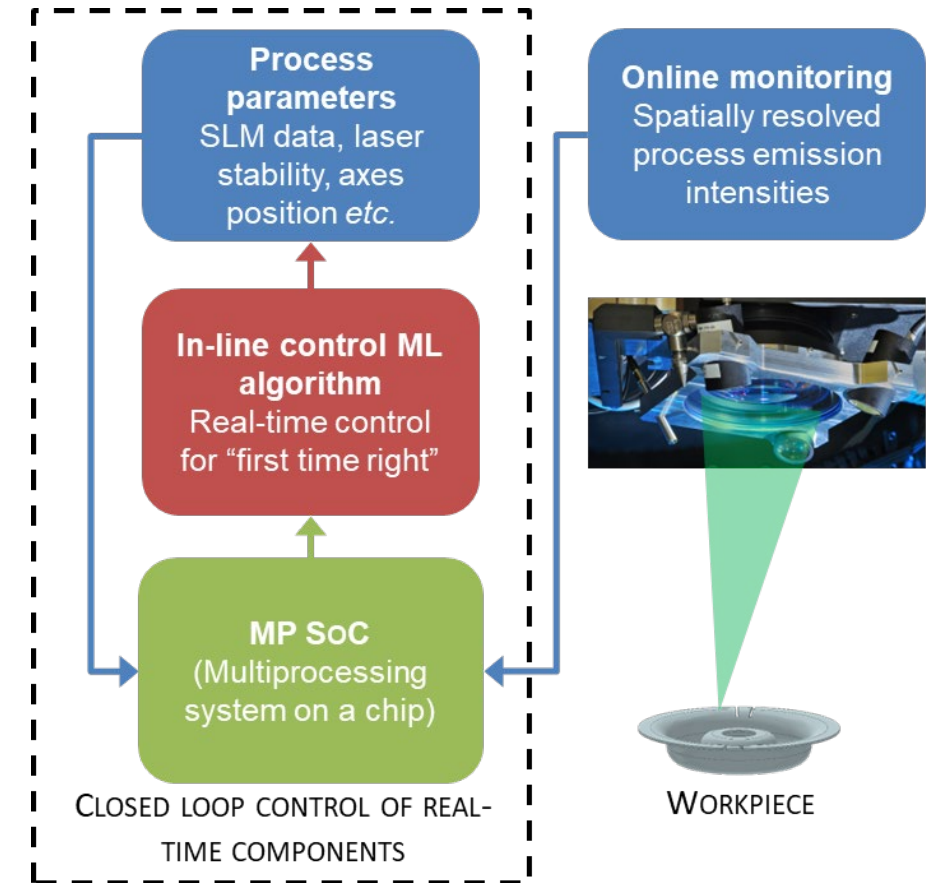 Process
parameters
SLM data, laser
stability, axes
position etc.
Online monitoring
Spatially resolved
process emission
intensities
In-line control ML
algorithm
Real-time control
for “first time right”
MP SoC
(Multiprocessing
system on a chip)
CLOSED LOOP CONTROL OF REAL-
TIME COMPONENTS
WORKPIECE